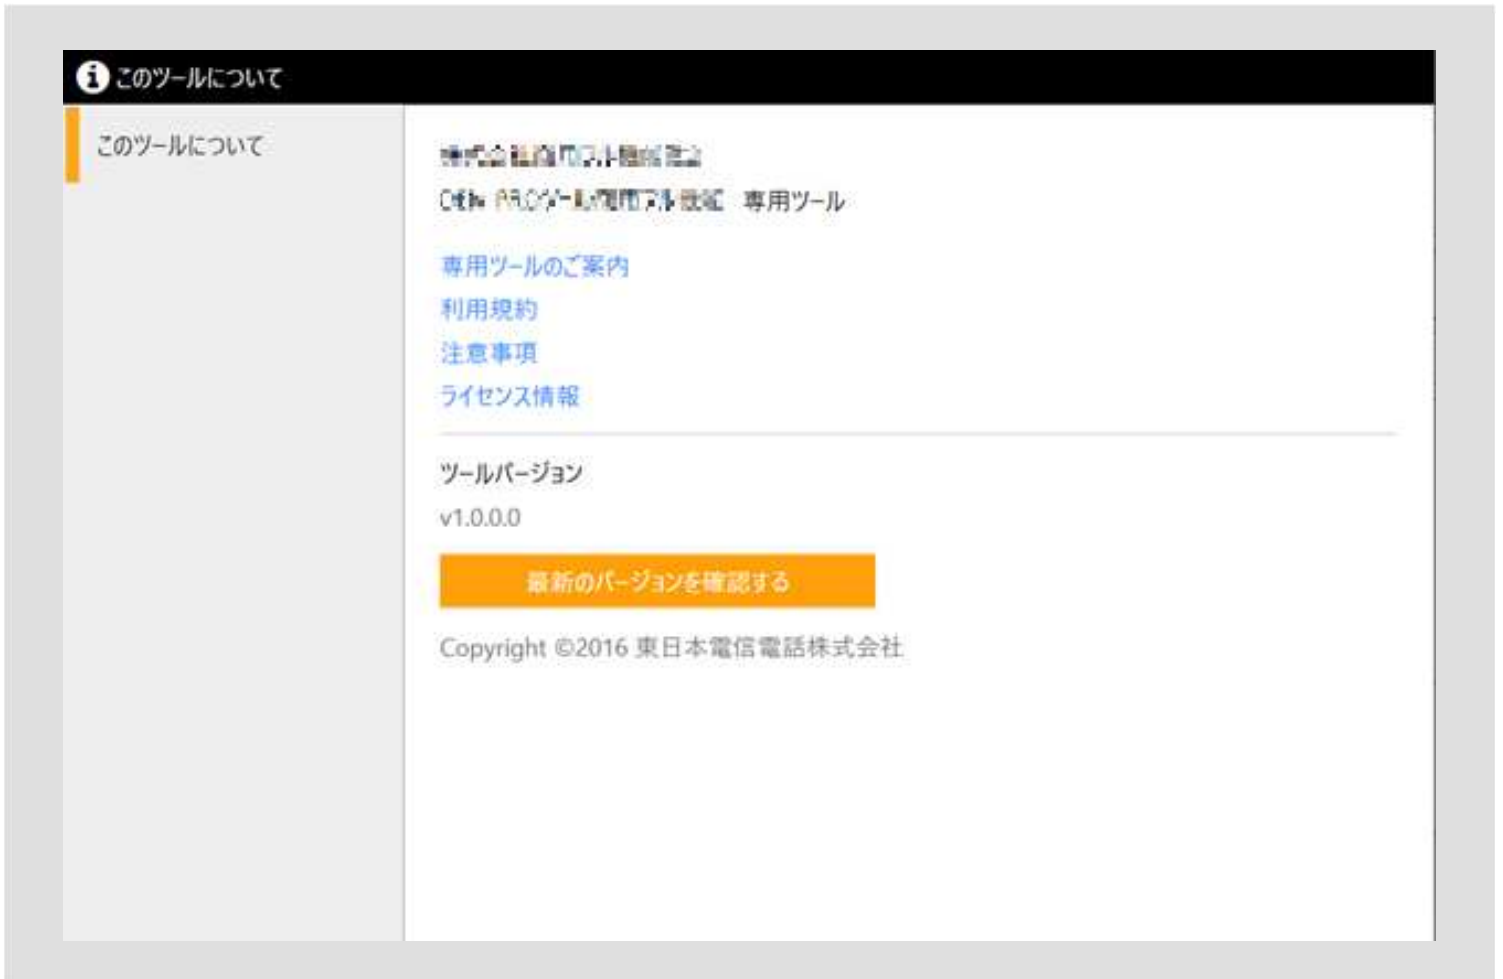 このツールについて
このツールについて
専用ツール
専用ツールのご案内
利用規約
注意事項
ライセンス情報
ツールバージョン
v1.0.0.0
最新のバージョンを確認する
Copyright ©2016 東日本電信電話株式会社